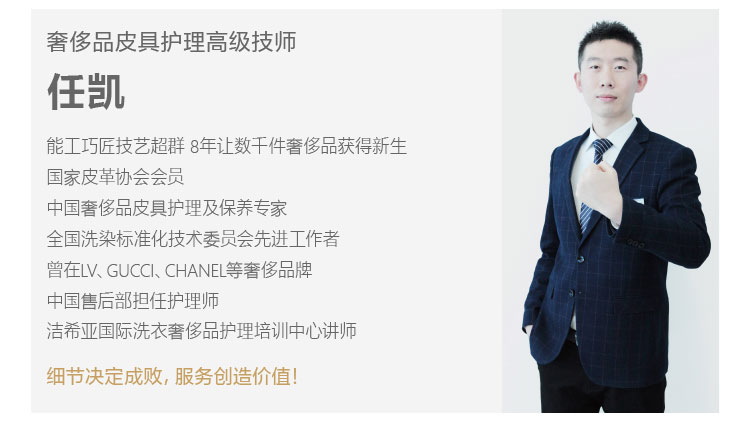 奢侈品皮具护理高级技师
任凯
能工巧匠技艺超群 8年让数千件奢侈品获得新生
国家皮革协会会员
中国奢侈品皮具护理及保养专家
全国洗染标准化技术委员会先进工作者
曾在LV、GUCCI、CHANEL等奢侈品牌
中国售后部担任护理师
洁希亚国际洗衣奢侈品护理培训中心讲师
细节决定成败, 服务创造价值!